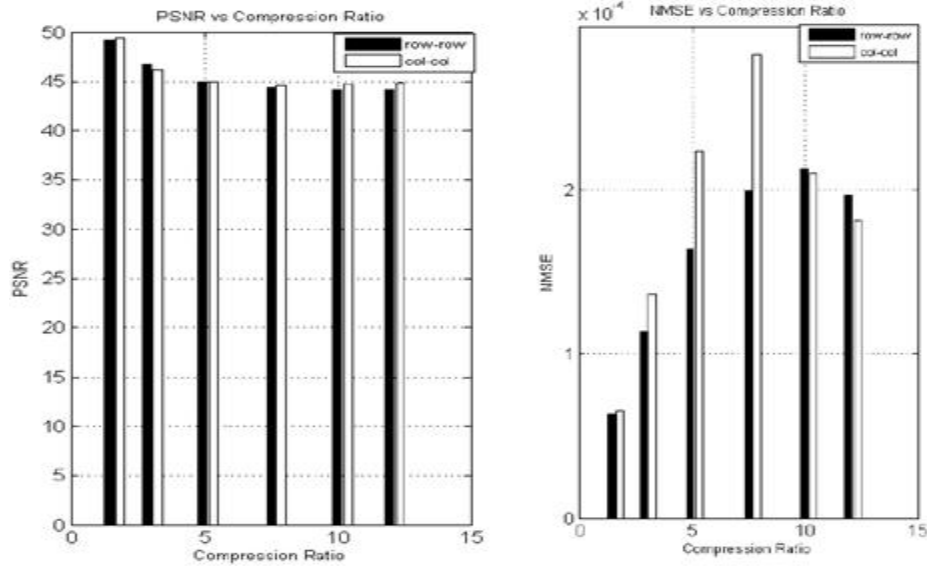 PSNR vs Compression Ratio
50
45
40
35
30
25
20
15
10
5
0
PSNR
row-row
col-col
0
5
10
15
Compression Ratio
x 10⁻⁴
NMSE vs Compression Ratio
row-row
col-col
2
1
0
NMSE
0
5
10
15
Compression Ratio